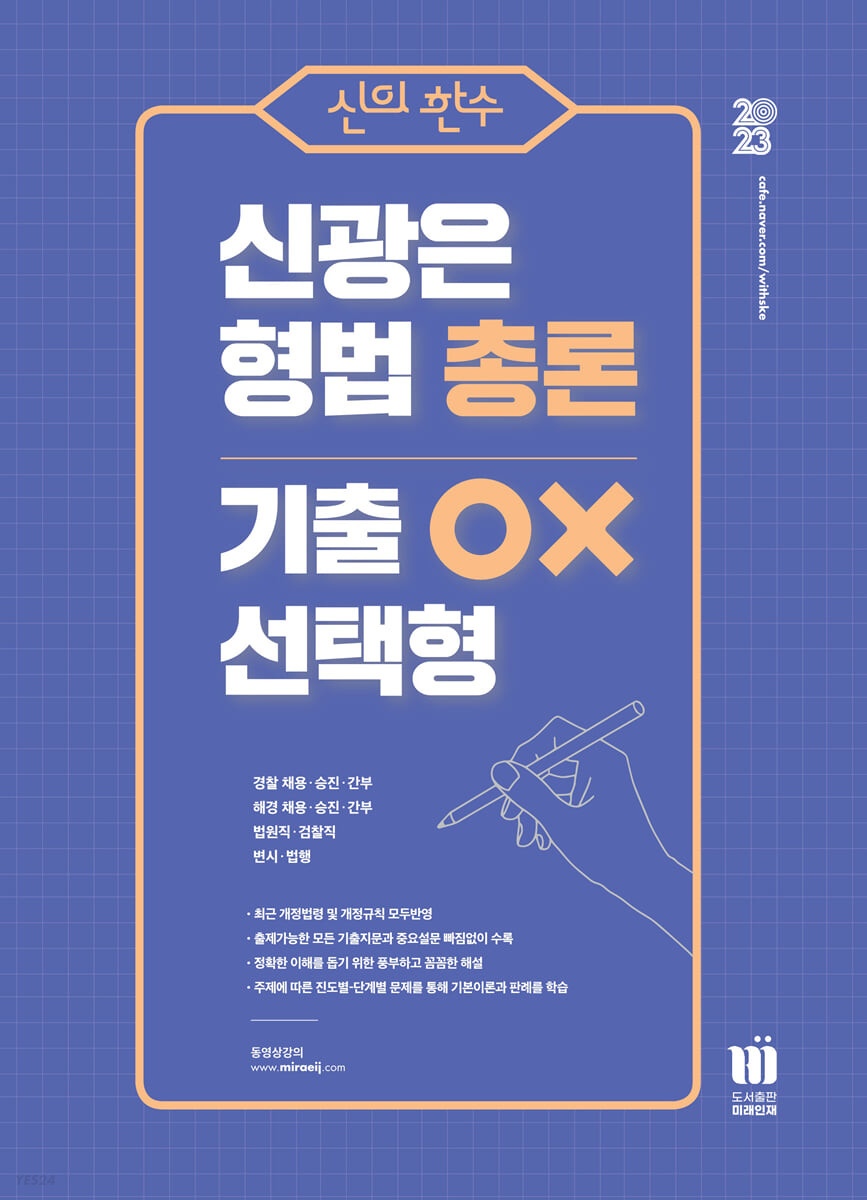 신의 한수
2023
cafe.naver.com/withske
신광은
형법 총론
기출 OX
선택형
경찰 채용·승진·간부
해경 채용·승진·간부
법원직·검찰직
변시·법행
· 최근 개정법령 및 개정규칙 모두반영
· 출제가능한 모든 기출지문과 중요설문 빠짐없이 수록
· 정확한 이해를 돕기 위한 풍부하고 꼼꼼한 해설
· 주제에 따른 진도별-단계별 문제를 통해 기본이론과 판례를 학습
동영상강의
www.miraeij.com
도서출판
미래인재
YES24